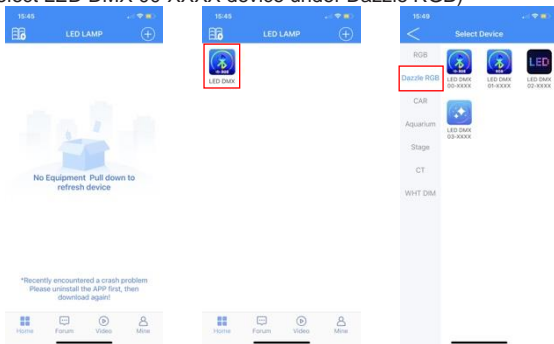 elect LED DMX 00-XXXX device under Dazzle RGB)
15:45
LED LAMP
No Equipment Pull down to
refresh device
*Recently encountered a crash problem
Please uninstall the APP first, then
download again!
Home Forum Video Mine
15:45
LED LAMP
LED DMX
Home Forum Video Mine
15:49
Select Device
RGB
Dazzle RGB
CAR
Aquarium
Stage
CT
WHT DIM
LED DMX
00-XXXX
LED DMX
01-XXXX
LED
LED DMX
02-XXXX
LED DMX
03-XXXX